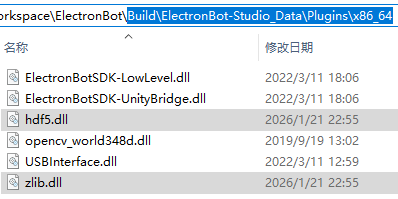 orkspace\ElectronBot\Build\ElectronBot-Studio_Data\Plugins\x86_64
名称 修改日期
ElectronBotSDK-LowLevel.dll 2022/3/11 18:06
ElectronBotSDK-UnityBridge.dll 2022/3/11 18:06
hdf5.dll 2026/1/21 22:55
opencv_world348d.dll 2019/9/19 13:02
USBInterface.dll 2022/3/11 12:59
zlib.dll 2026/1/21 22:55